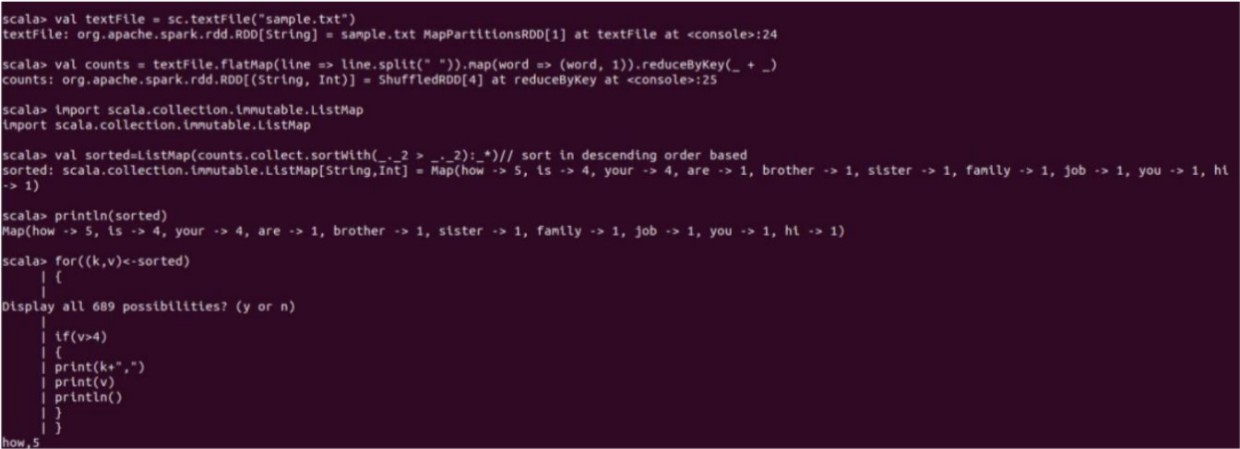 scala> val textFile = sc.textFile("sample.txt")
textFile: org.apache.spark.rdd.RDD[String] = sample.txt MapPartitionsRDD[1] at textFile at <console>:24
scala> val counts = textFile.flatMap(line => line.split(" ")).map(word => (word, 1)).reduceByKey(_ + _)
counts: org.apache.spark.rdd.RDD[(String, Int)] = ShuffledRDD[4] at reduceByKey at <console>:25
scala> import scala.collection.immutable.ListMap
import scala.collection.immutable.ListMap
scala> val sorted=ListMap(counts.collect.sortWith(_._2 > _._2):_*)// sort in descending order based
sorted: scala.collection.immutable.ListMap[String,Int] = Map(how -> 5, is -> 4, your -> 4, are -> 1, brother -> 1, sister -> 1, family -> 1, job -> 1, you -> 1, hi
-> 1)
scala> println(sorted)
Map(how -> 5, is -> 4, your -> 4, are -> 1, brother -> 1, sister -> 1, family -> 1, job -> 1, you -> 1, hi -> 1)
scala> for((k,v)<-sorted)
| {
|
Display all 689 possibilities? (y or n)
|
| if(v>4)
| {
| print(k+",")
| print(v)
| println()
| }
| }
how,5